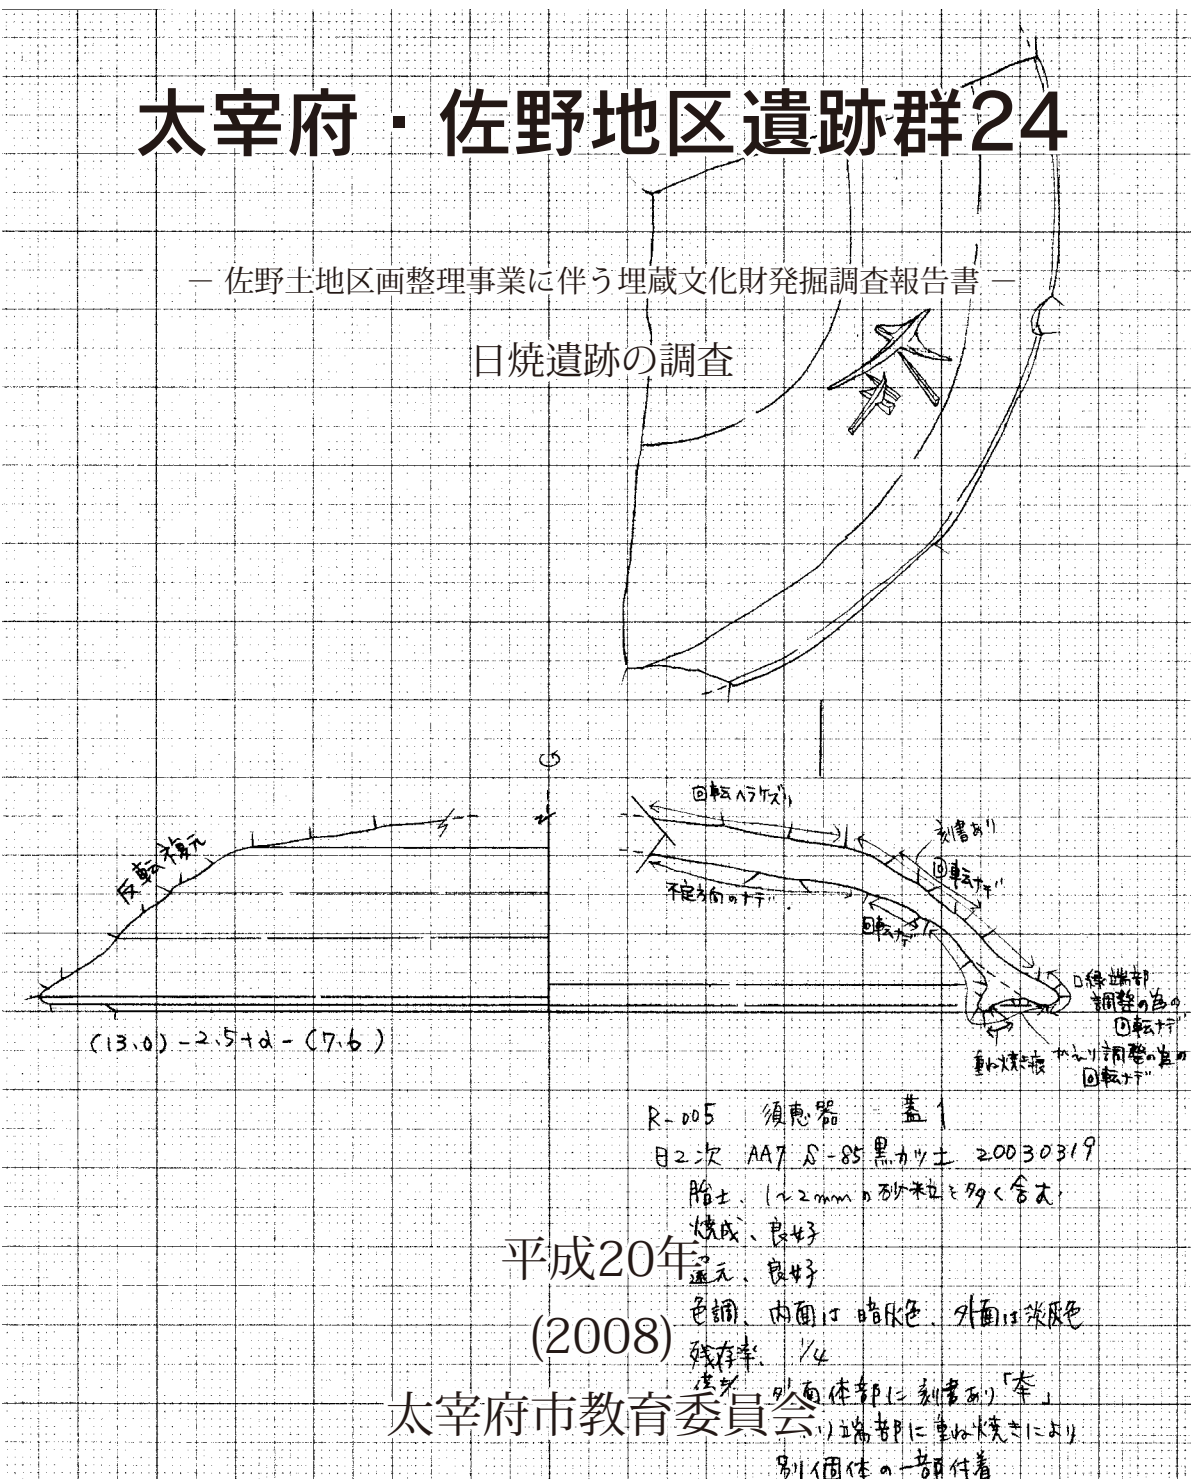 太宰府・佐野地区遺跡群24
— 佐野土地区画整理事業に伴う埋蔵文化財発掘調査報告書 —
日焼遺跡の調査
回転ヘラケズリ
刻書あり
反転復元
回転ナデ
不定方向のナデ
回転ナデ
口縁端部
調整の為の
回転ナデ
(13.0)-2.5+α-(7.6)
重ね焼き痕
かえり調整の為の
回転ナデ
R-005 須恵器 蓋1
日2次 AA7 S-85黒カッ土 20030319
胎土、1~2mmの砂粒を多く含む
焼成、良好
平成20年
還元、良好
色調、内面は暗灰色、外面は淡灰色
(2008)
残存率、1/4
外面体部に刻書あり「夲」
太宰府市教育委員会
り端部に重ね焼きにより
別個体の一部付着